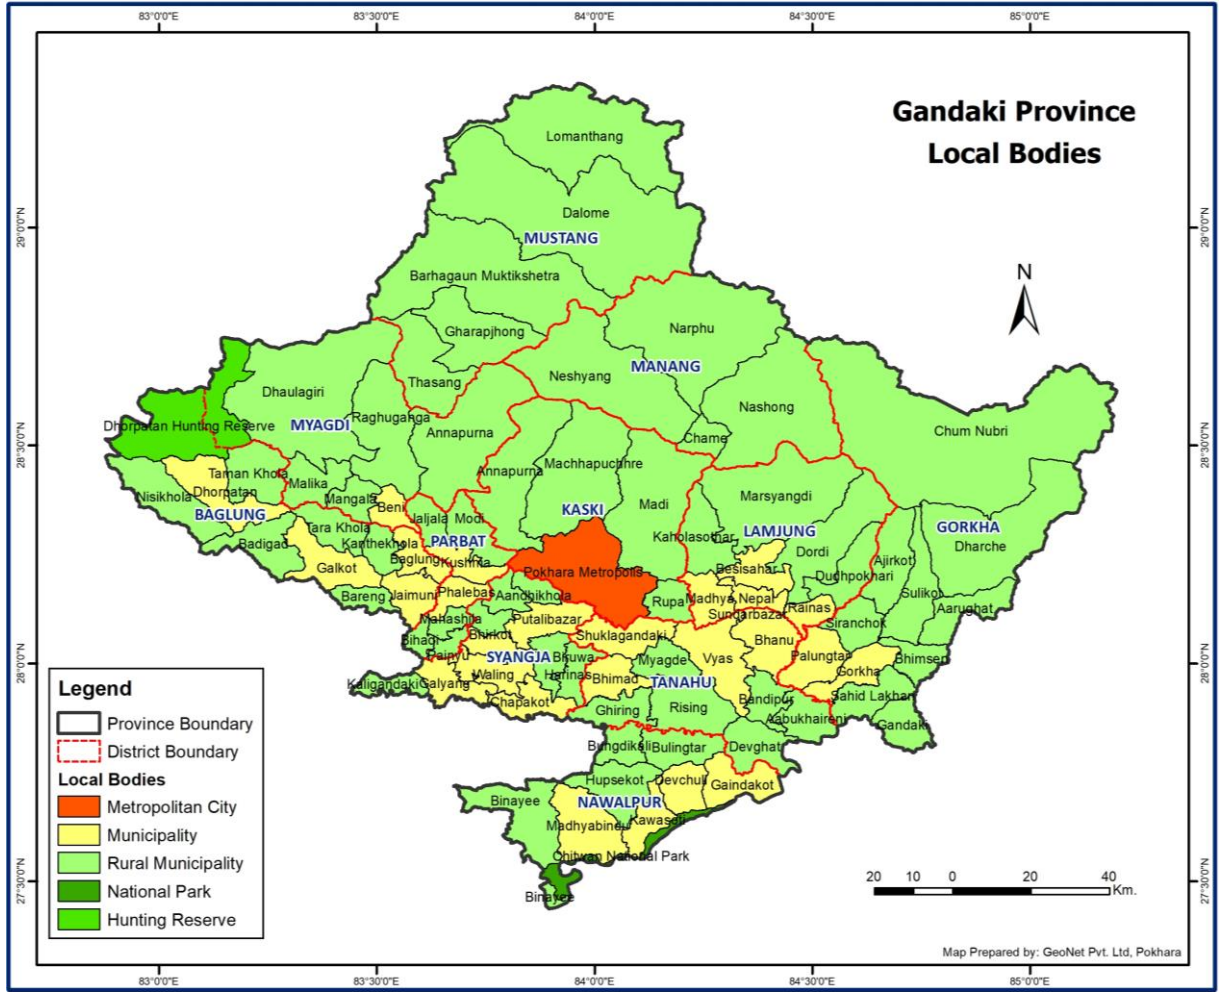 83°0'0"E 83°30'0"E 84°0'0"E 84°30'0"E 85°0'0"E
Gandaki Province
Local Bodies
29°0'0"N
28°30'0"N
28°0'0"N
27°30'0"N
29°0'0"N
28°30'0"N
28°0'0"N
27°30'0"N
N
Lomanthang
Dalome
MUSTANG
Barhagaun Muktikshetra
Gharapjhong
Narphu
MANANG
Neshyang
Thasang
Dhaulagiri
Nashong
Raghuganga
MYAGDI
Dhorpatan Hunting Reserve
Annapurna
Chame
Chum Nubri
Machhapuchhre
Annapurna
Taman Khola
Malika
Dhorpatan
Nisikhola
Mangala
Marsyangdi
Beni
Madi
BAGLUNG
KASKI
Jaljala
Modi
Tara Khola
LAMJUNG
GORKHA
Kaholasothar
PARBAT
Badigad
Kanthekhola
Dharche
Dordi
Baglung
Kushma
Ajirkot
Galkot
Besisahar
Pokhara Metropolis
Dudhpokhari
Bareng
Jaimuni
Phalebas
Aandhikhola
Sulikot
Rupa
Madhya Nepal
Rainas
Aarughat
Sundarbazar
Mahashila
Putalibazar
Siranchok
Bihadi
Bhirkot
Shuklagandaki
Bhanu
Painyu
SYANGJA
Biruwa
Myagde
Vyas
Palungtar
Bhimsen
Waling
Harinas
Gorkha
Kaligandaki
Galyang
Bhimad
TANAHU
Chapakot
Bandipur
Sahid Lakhan
Ghiring
Rising
Aabukhaireni
Gandaki
Bungdikali
Bulingtar
Devghat
Hupsekot
Devchuli
Gaindakot
Binayee
NAWALPUR
Madhyabindu
Kawasoti
Chitwan National Park
Binayee
Legend
Province Boundary
District Boundary
Local Bodies
Metropolitan City
Municipality
Rural Municipality
National Park
Hunting Reserve
20 10 0 20 40
Km.
Map Prepared by: GeoNet Pvt. Ltd, Pokhara
83°0'0"E 83°30'0"E 84°0'0"E 84°30'0"E 85°0'0"E